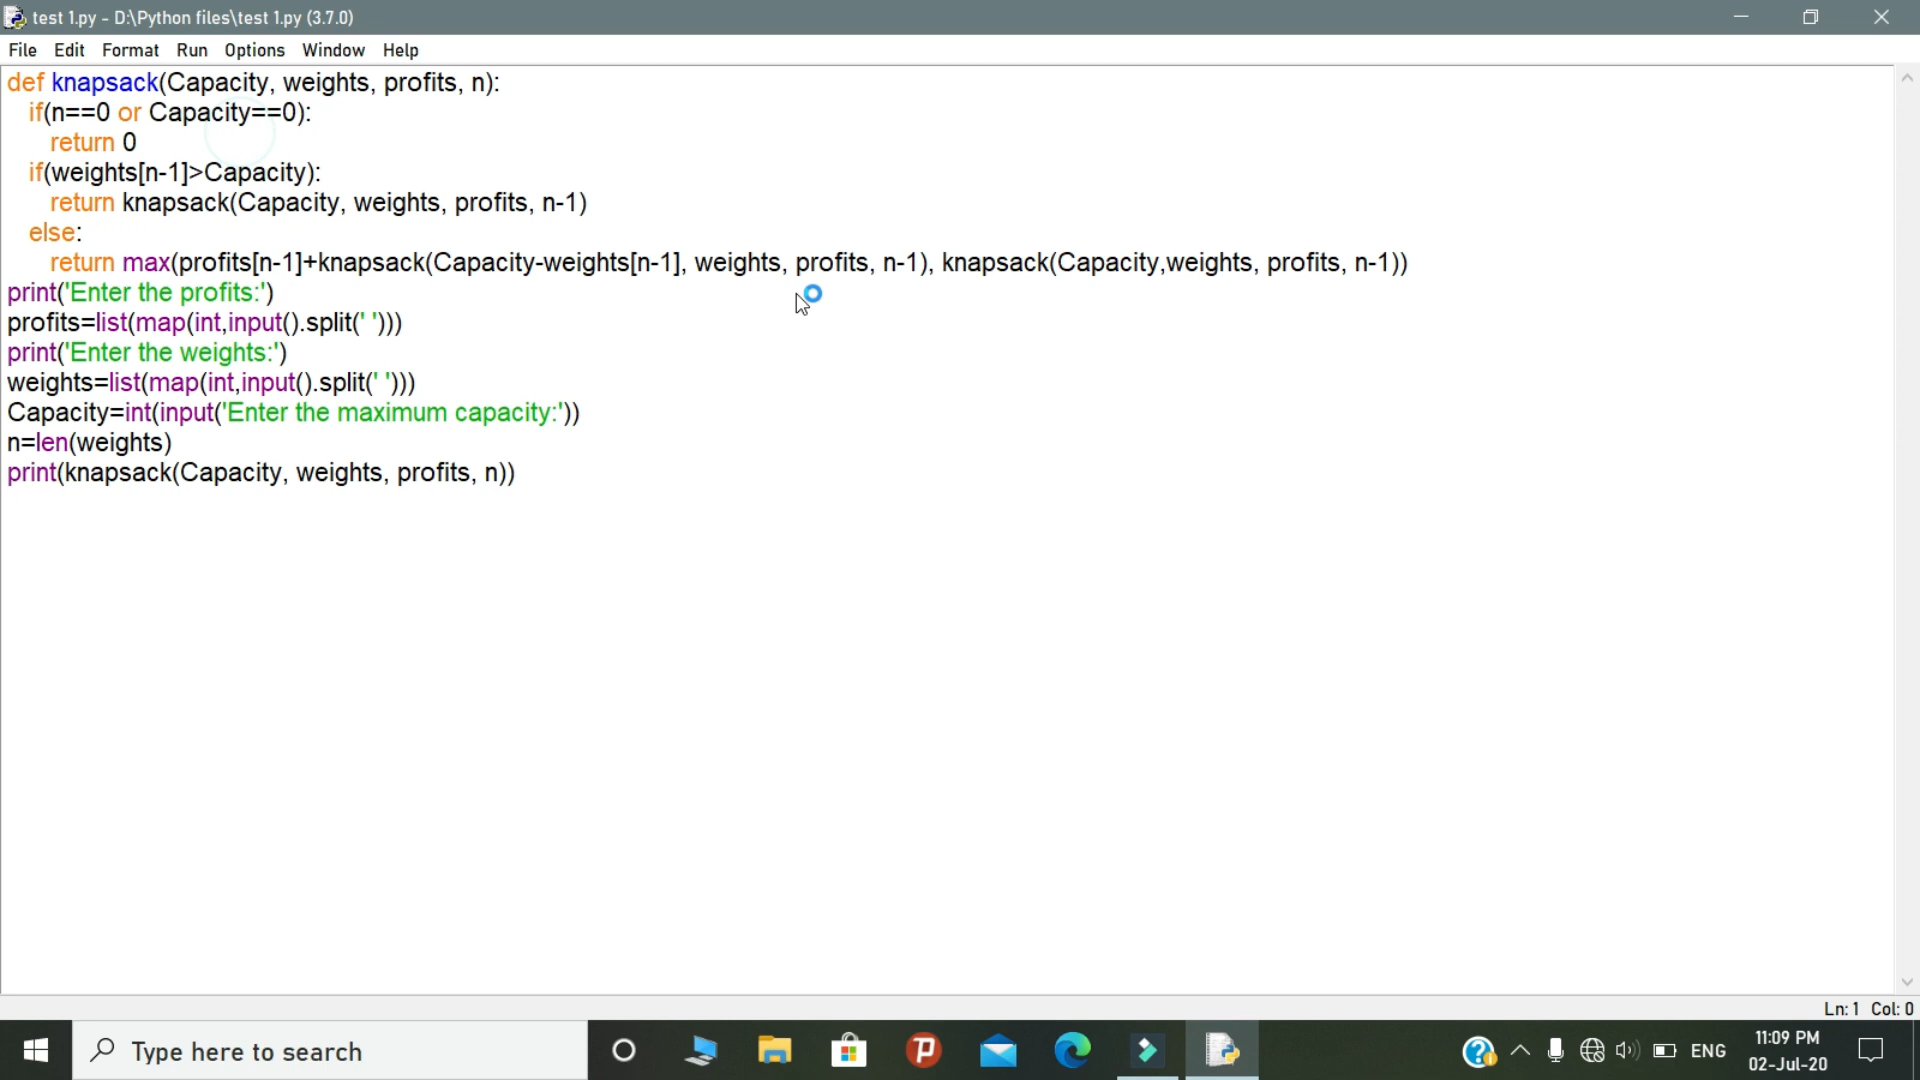 test 1.py - D:\Python files\test 1.py (3.7.0)
File Edit Format Run Options Window Help
def knapsack(Capacity, weights, profits, n):
   if(n==0 or Capacity==0):
      return 0
   if(weights[n-1]>Capacity):
      return knapsack(Capacity, weights, profits, n-1)
   else:
      return max(profits[n-1]+knapsack(Capacity-weights[n-1], weights, profits, n-1), knapsack(Capacity,weights, profits, n-1))
print('Enter the profits:')
profits=list(map(int,input().split(' ')))
print('Enter the weights:')
weights=list(map(int,input().split(' ')))
Capacity=int(input('Enter the maximum capacity:'))
n=len(weights)
print(knapsack(Capacity, weights, profits, n))
Ln: 1 Col: 0
Type here to search
ENG
11:09 PM
02-Jul-20